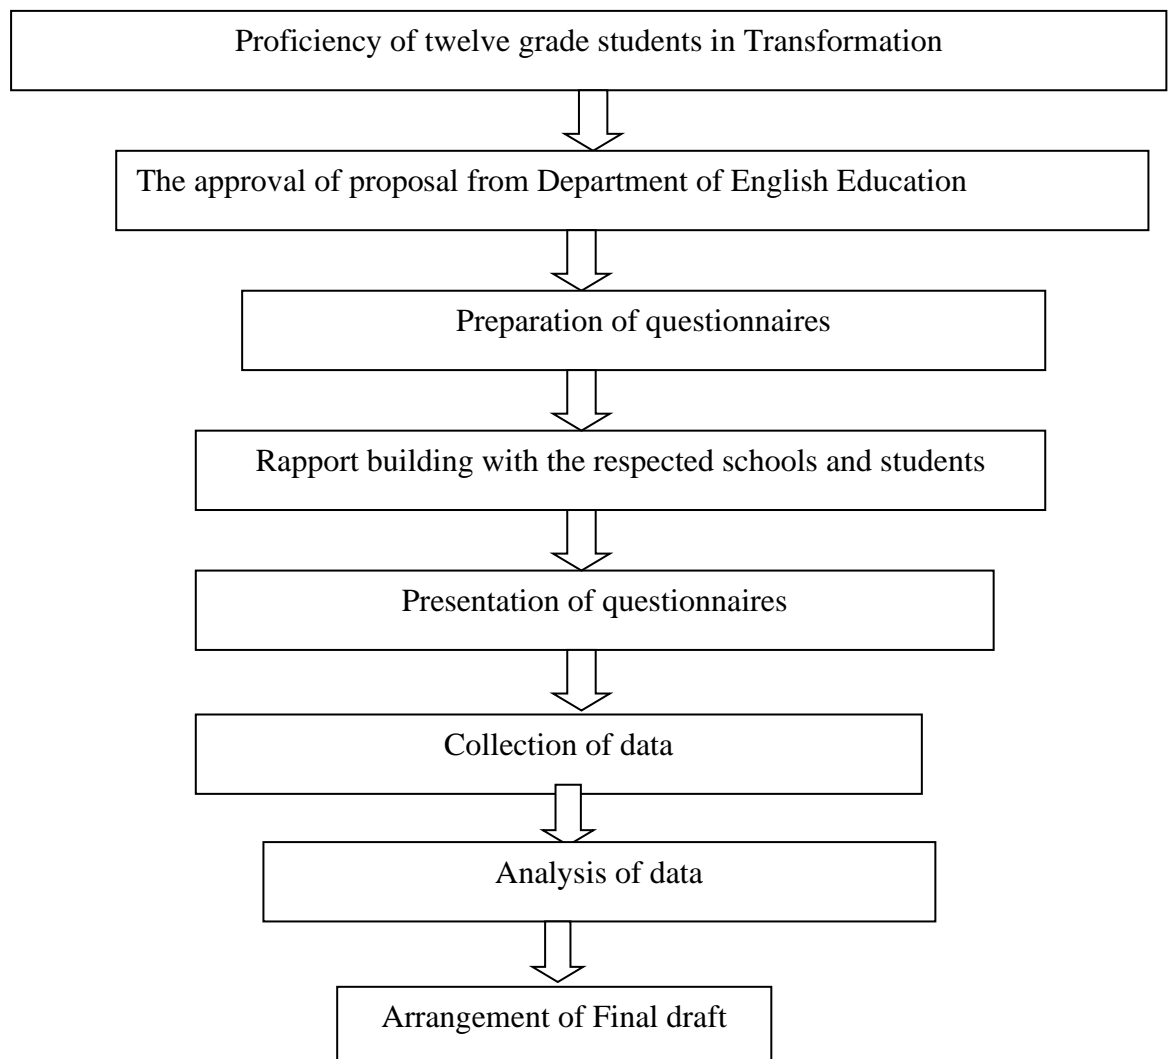 Proficiency of twelve grade students in Transformation
The approval of proposal from Department of English Education
Preparation of questionnaires
Rapport building with the respected schools and students
Presentation of questionnaires
Collection of data
Analysis of data
Arrangement of Final draft